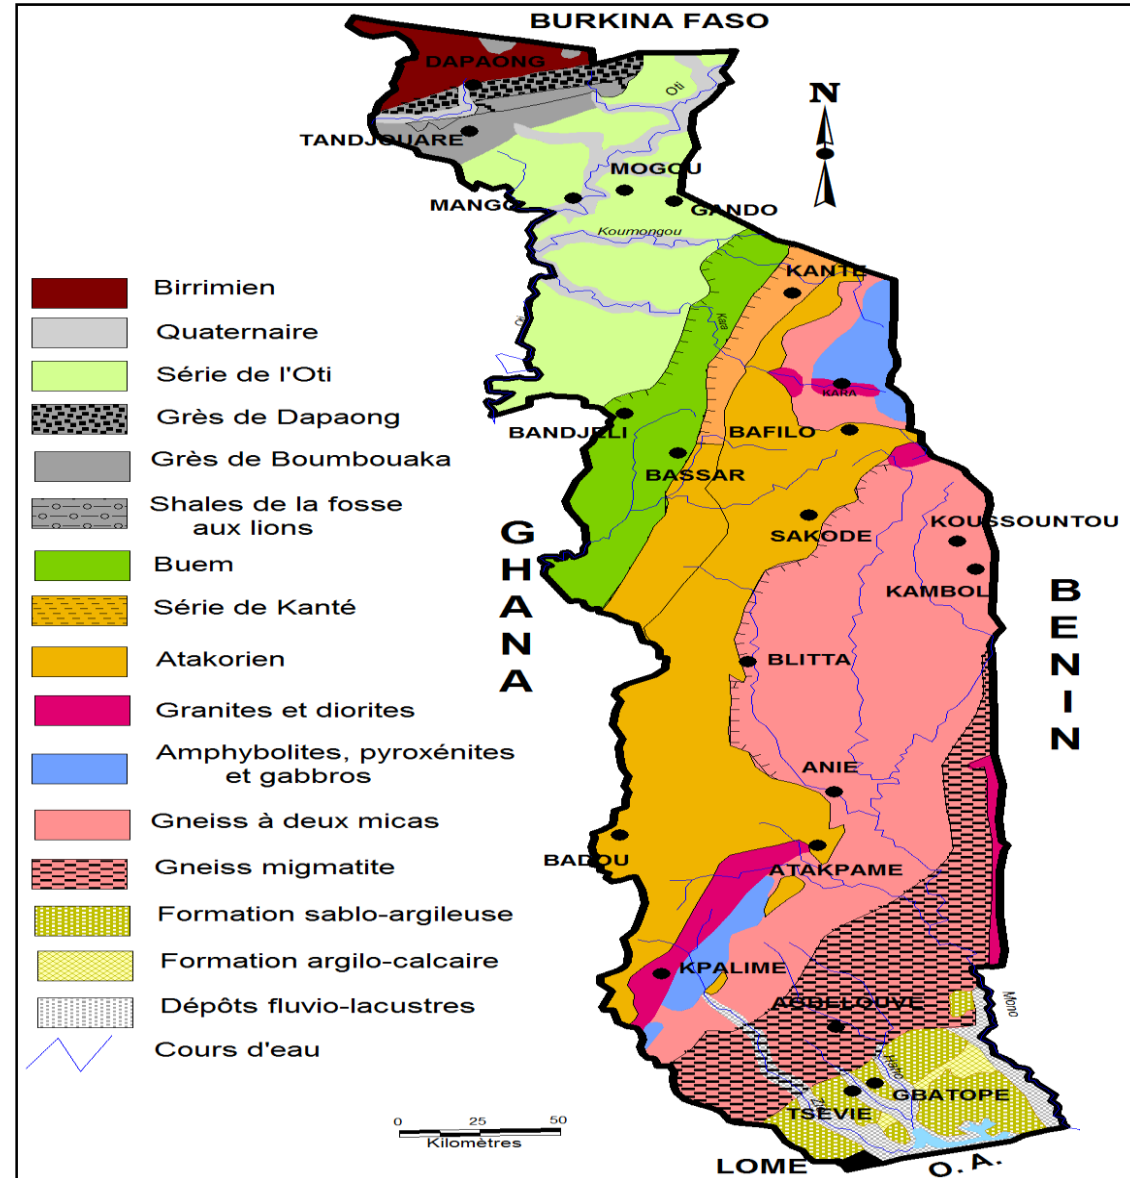 BURKINA FASO
DAPAONG
Oti
N
TANDJOUARE
MOGOU
MANGO
GANDO
Koumongou
KANTE
Kara
KARA
BANDJELI
BAFILO
BASSAR
GHANA
SAKODE
KOUSSOUNTOU
KAMBOL
BENIN
BLITTA
ANIE
BADOU
ATAKPAME
KPALIME
AGBELOUVE
Mono
Haho
Zio
GBATOPE
TSEVIE
LOME
O. A.
Birrimien
Quaternaire
Série de l'Oti
Grès de Dapaong
Grès de Boumbouaka
Shales de la fosse
aux lions
Buem
Série de Kanté
Atakorien
Granites et diorites
Amphybolites, pyroxénites
et gabbros
Gneiss à deux micas
Gneiss migmatite
Formation sablo-argileuse
Formation argilo-calcaire
Dépôts fluvio-lacustres
Cours d'eau
0 25 50
Kilomètres